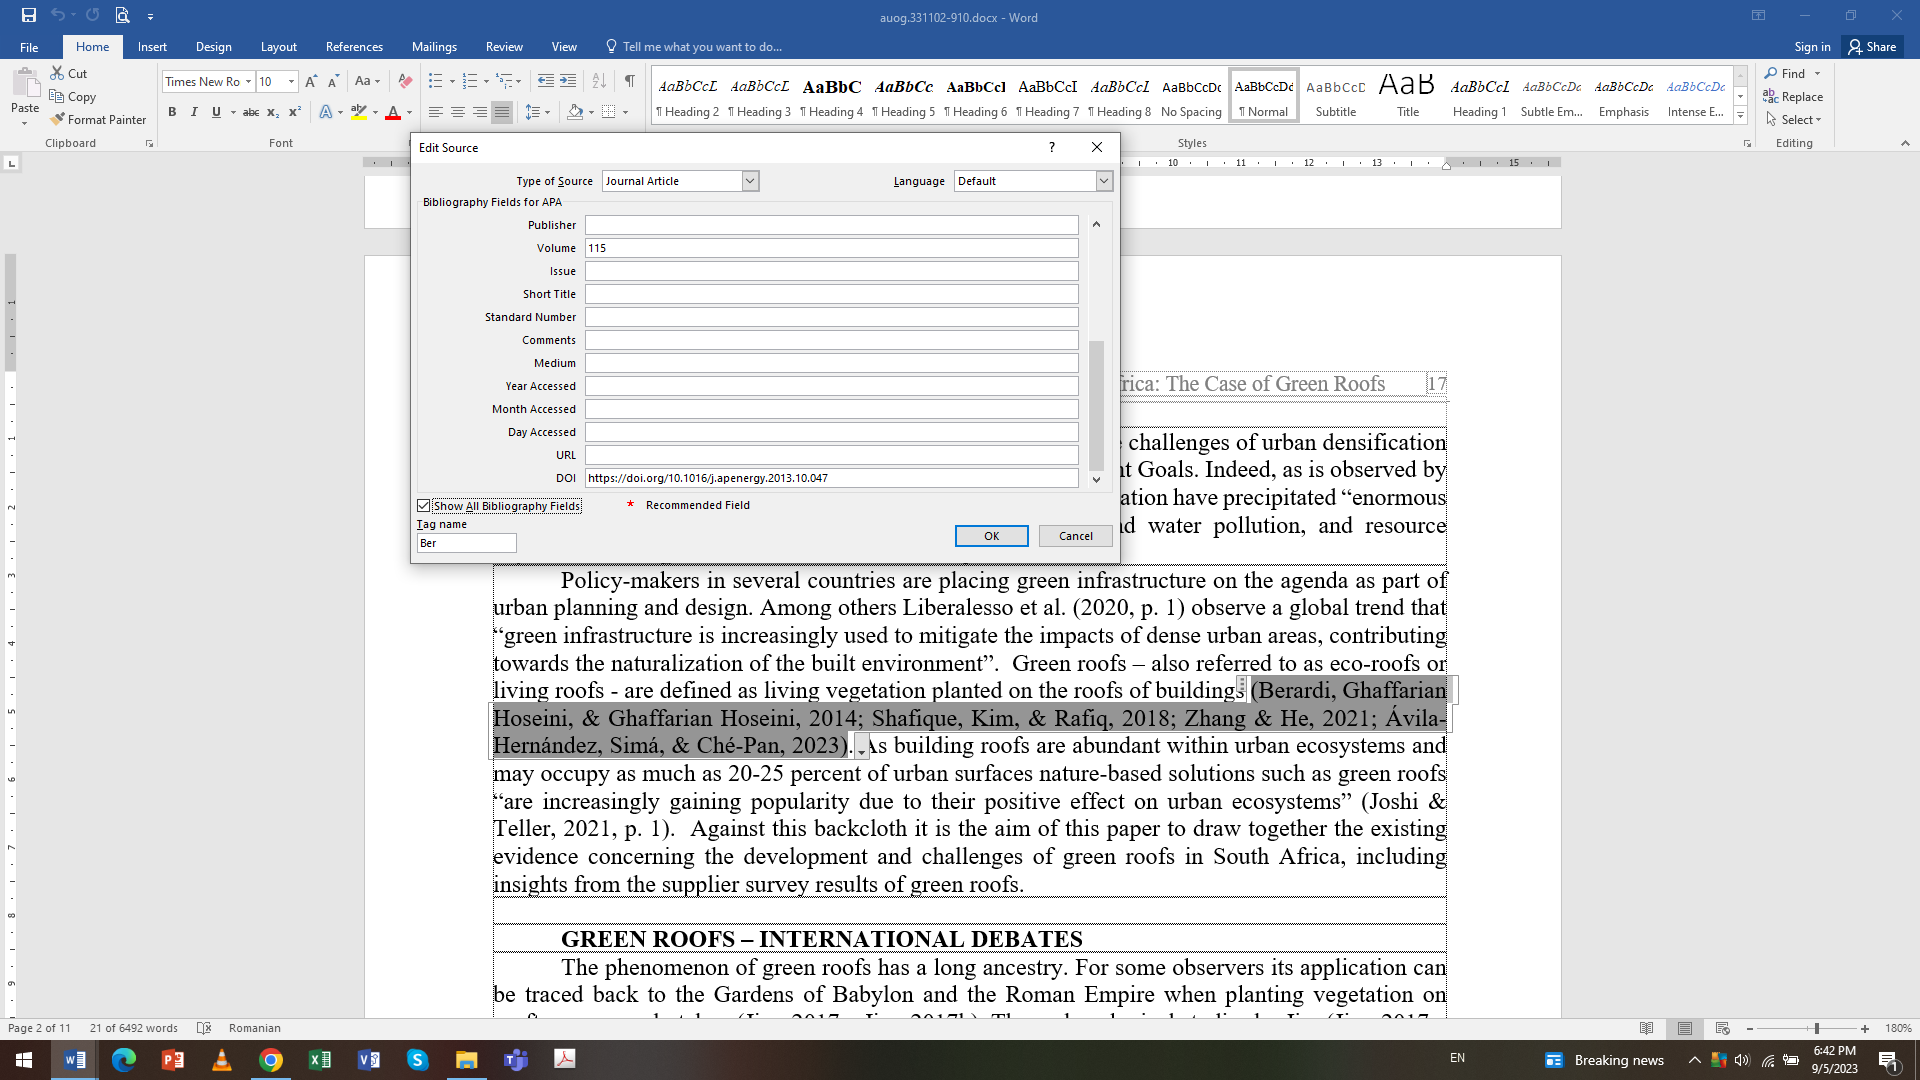 auog.331102-910.docx - Word
File Home Insert Design Layout References Mailings Review View Tell me what you want to do... Sign in Share
Paste
Cut
Copy
Format Painter
Clipboard
Times New Ro 10
Font
AaBbCcL AaBbCcL AaBbC AaBbCc AaBbCcI AaBbCcI AaBbCcL AaBbCcDc AaBbCcDd AaBbCcD AaB AaBbCcL AaBbCcDa AaBbCcDa AaBbCcDa
¶ Heading 2 ¶ Heading 3 ¶ Heading 4 ¶ Heading 5 ¶ Heading 6 ¶ Heading 7 ¶ Heading 8 No Spacing ¶ Normal Subtitle Title Heading 1 Subtle Em... Emphasis Intense E...
Styles
Find
Replace
Select
Editing
10 11 12 13 15
Edit Source ?
Type of Source Journal Article Language Default
Bibliography Fields for APA
Publisher
Volume 115
Issue
Short Title
Standard Number
Comments
Medium
Year Accessed
Month Accessed
Day Accessed
URL
DOI https://doi.org/10.1016/j.apenergy.2013.10.047
Show All Bibliography Fields * Recommended Field
Tag name
Ber
OK Cancel
frica: The Case of Green Roofs 17
challenges of urban densification
nt Goals. Indeed, as is observed by
ation have precipitated “enormous
d water pollution, and resource
Policy-makers in several countries are placing green infrastructure on the agenda as part of
urban planning and design. Among others Liberalesso et al. (2020, p. 1) observe a global trend that
“green infrastructure is increasingly used to mitigate the impacts of dense urban areas, contributing
towards the naturalization of the built environment”. Green roofs – also referred to as eco-roofs or
living roofs - are defined as living vegetation planted on the roofs of buildings (Berardi, Ghaffarian
Hoseini, & Ghaffarian Hoseini, 2014; Shafique, Kim, & Rafiq, 2018; Zhang & He, 2021; Ávila-
Hernández, Simá, & Ché-Pan, 2023). As building roofs are abundant within urban ecosystems and
may occupy as much as 20-25 percent of urban surfaces nature-based solutions such as green roofs
“are increasingly gaining popularity due to their positive effect on urban ecosystems” (Joshi &
Teller, 2021, p. 1). Against this backcloth it is the aim of this paper to draw together the existing
evidence concerning the development and challenges of green roofs in South Africa, including
insights from the supplier survey results of green roofs.
GREEN ROOFS – INTERNATIONAL DEBATES
The phenomenon of green roofs has a long ancestry. For some observers its application can
be traced back to the Gardens of Babylon and the Roman Empire when planting vegetation on
Page 2 of 11 21 of 6492 words Romanian 180%
EN Breaking news 6:42 PM
9/5/2023
1